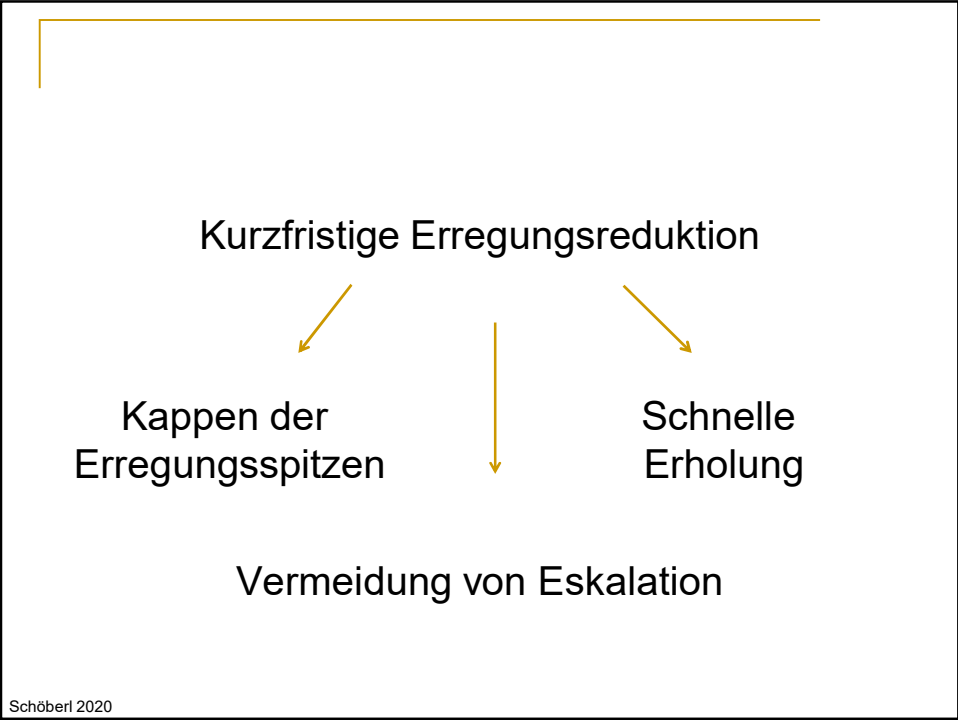 Kurzfristige Erregungsreduktion
Kappen der
Erregungsspitzen
Schnelle
Erholung
Vermeidung von Eskalation
Schöberl 2020